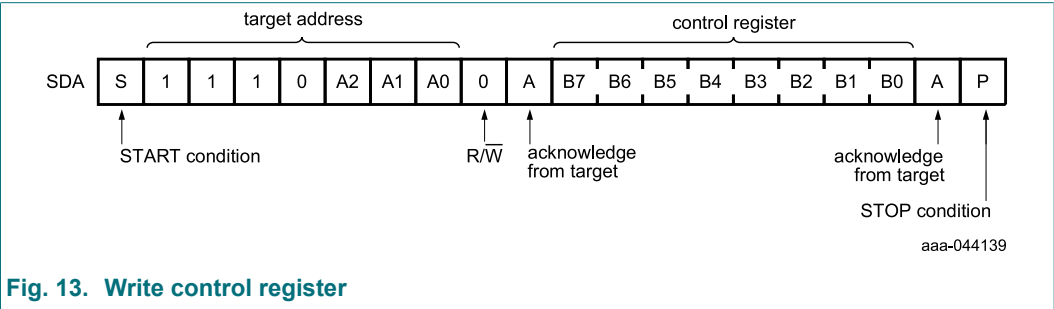 target address control register
SDA S 1 1 1 0 A2 A1 A0 0 A B7 B6 B5 B4 B3 B2 B1 B0 A P
START condition R/W̅ acknowledge from target acknowledge from target
STOP condition
aaa-044139
Fig. 13. Write control register